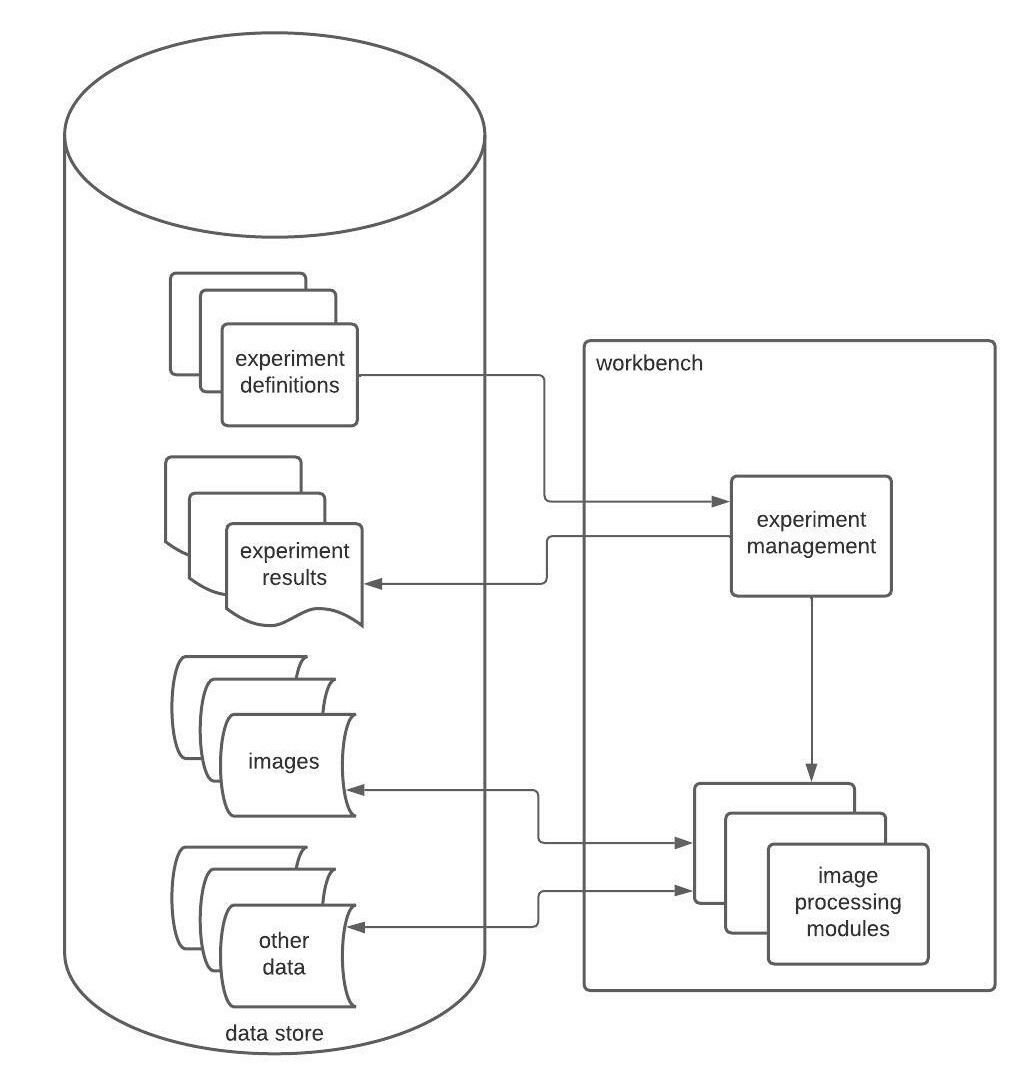 experiment
definitions
workbench
experiment
management
experiment
results
images
image
processing
modules
other
data
data store